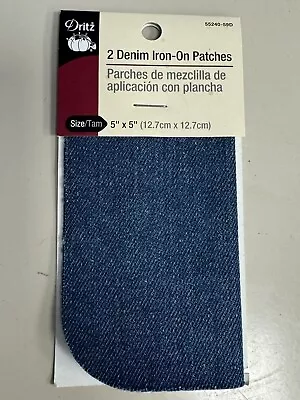 55240-59D
Dritz
2 Denim Iron-On Patches
Parches de mezclilla de
aplicación con plancha
Size/Tam
5" x 5" (12.7cm x 12.7cm)